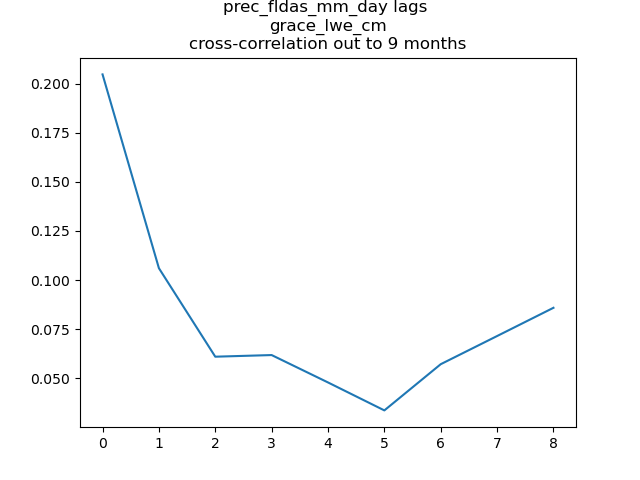 prec_fldas_mm_day lags
grace_lwe_cm
cross-correlation out to 9 months
0.200
0.175
0.150
0.125
0.100
0.075
0.050
0 1 2 3 4 5 6 7 8